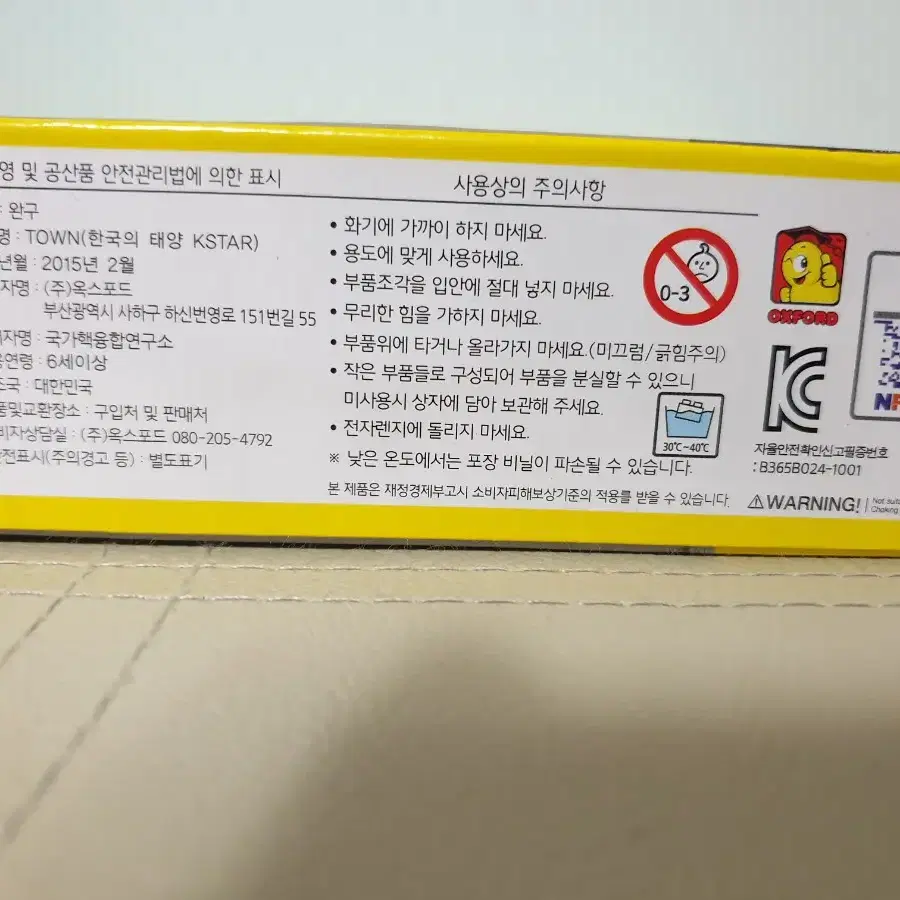 영 및 공산품 안전관리법에 의한 표시
: 완구
명 : TOWN(한국의 태양 KSTAR)
년월 : 2015년 2월
자명 : (주)옥스포드
부산광역시 사하구 하신번영로 151번길 55
자명 : 국가핵융합연구소
연령 : 6세이상
조국 : 대한민국
품및교환장소 : 구입처 및 판매처
비자상담실 : (주)옥스포드 080-205-4792
전표시(주의경고 등) : 별도표기
사용상의 주의사항
• 화기에 가까이 하지 마세요.
• 용도에 맞게 사용하세요.
• 부품조각을 입안에 절대 넣지 마세요.
• 무리한 힘을 가하지 마세요.
• 부품위에 타거나 올라가지 마세요.(미끄럼/긁힘주의)
• 작은 부품들로 구성되어 부품을 분실할 수 있으니
미사용시 상자에 담아 보관해 주세요.
• 전자렌지에 돌리지 마세요.
※ 낮은 온도에서는 포장 비닐이 파손될 수 있습니다.
본 제품은 재정경제부고시 소비자피해보상기준의 적용를 받을 수 있습니다.
0-3
30℃~40℃
OXFORD
KC
자율안전확인신고필증번호
: B365B024-1001
⚠WARNING!
Not suita
Choking
NF